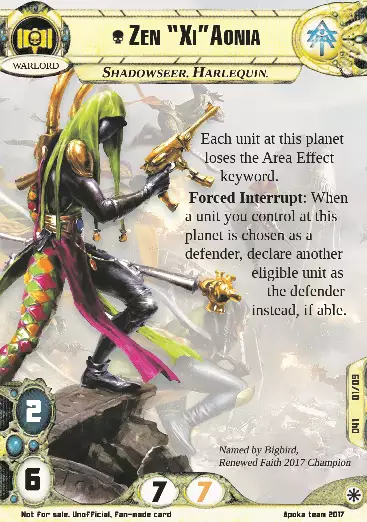 Zen "Xi"Aonia
WARLORD
Shadowseer. Harlequin.
Each unit at this planet
loses the Area Effect
keyword.
Forced Interrupt: When
a unit you control at this
planet is chosen as a
defender, declare another
eligible unit as
the defender
instead, if able.
01/09
041
2
6
7
7
Named by Bigbird,
Renewed Faith 2017 Champion
Not for sale. Unofficial, fan-made card
Apoka team 2017